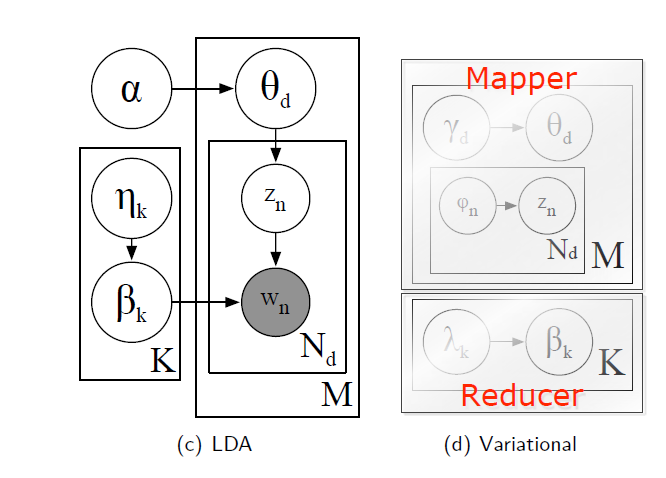 α
θd
ηk
zn
βk
wn
K
Nd
M
(c) LDA
Mapper
γd
θd
φn
zn
Nd
M
λk
βk
K
Reducer
(d) Variational